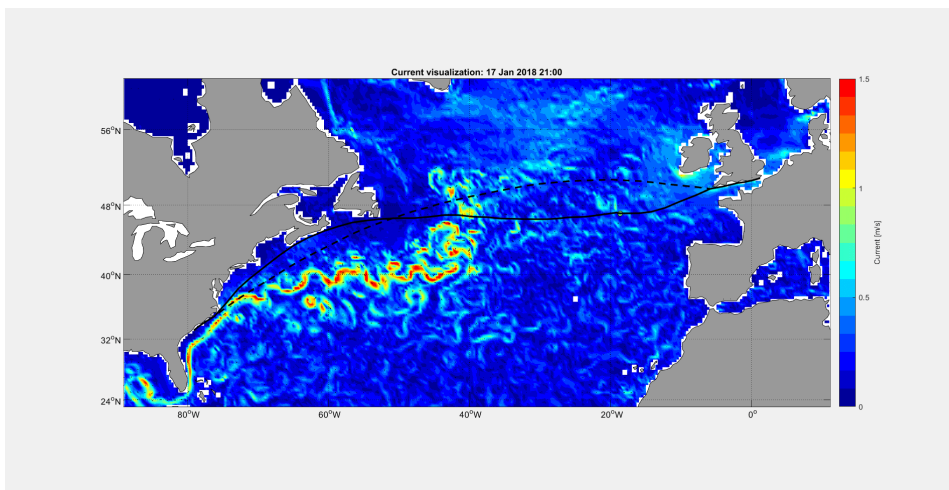 Current visualization: 17 Jan 2018 21:00
56°N
48°N
40°N
32°N
24°N
80°W
60°W
40°W
20°W
0°
1.5
1
0.5
0
Current [m/s]